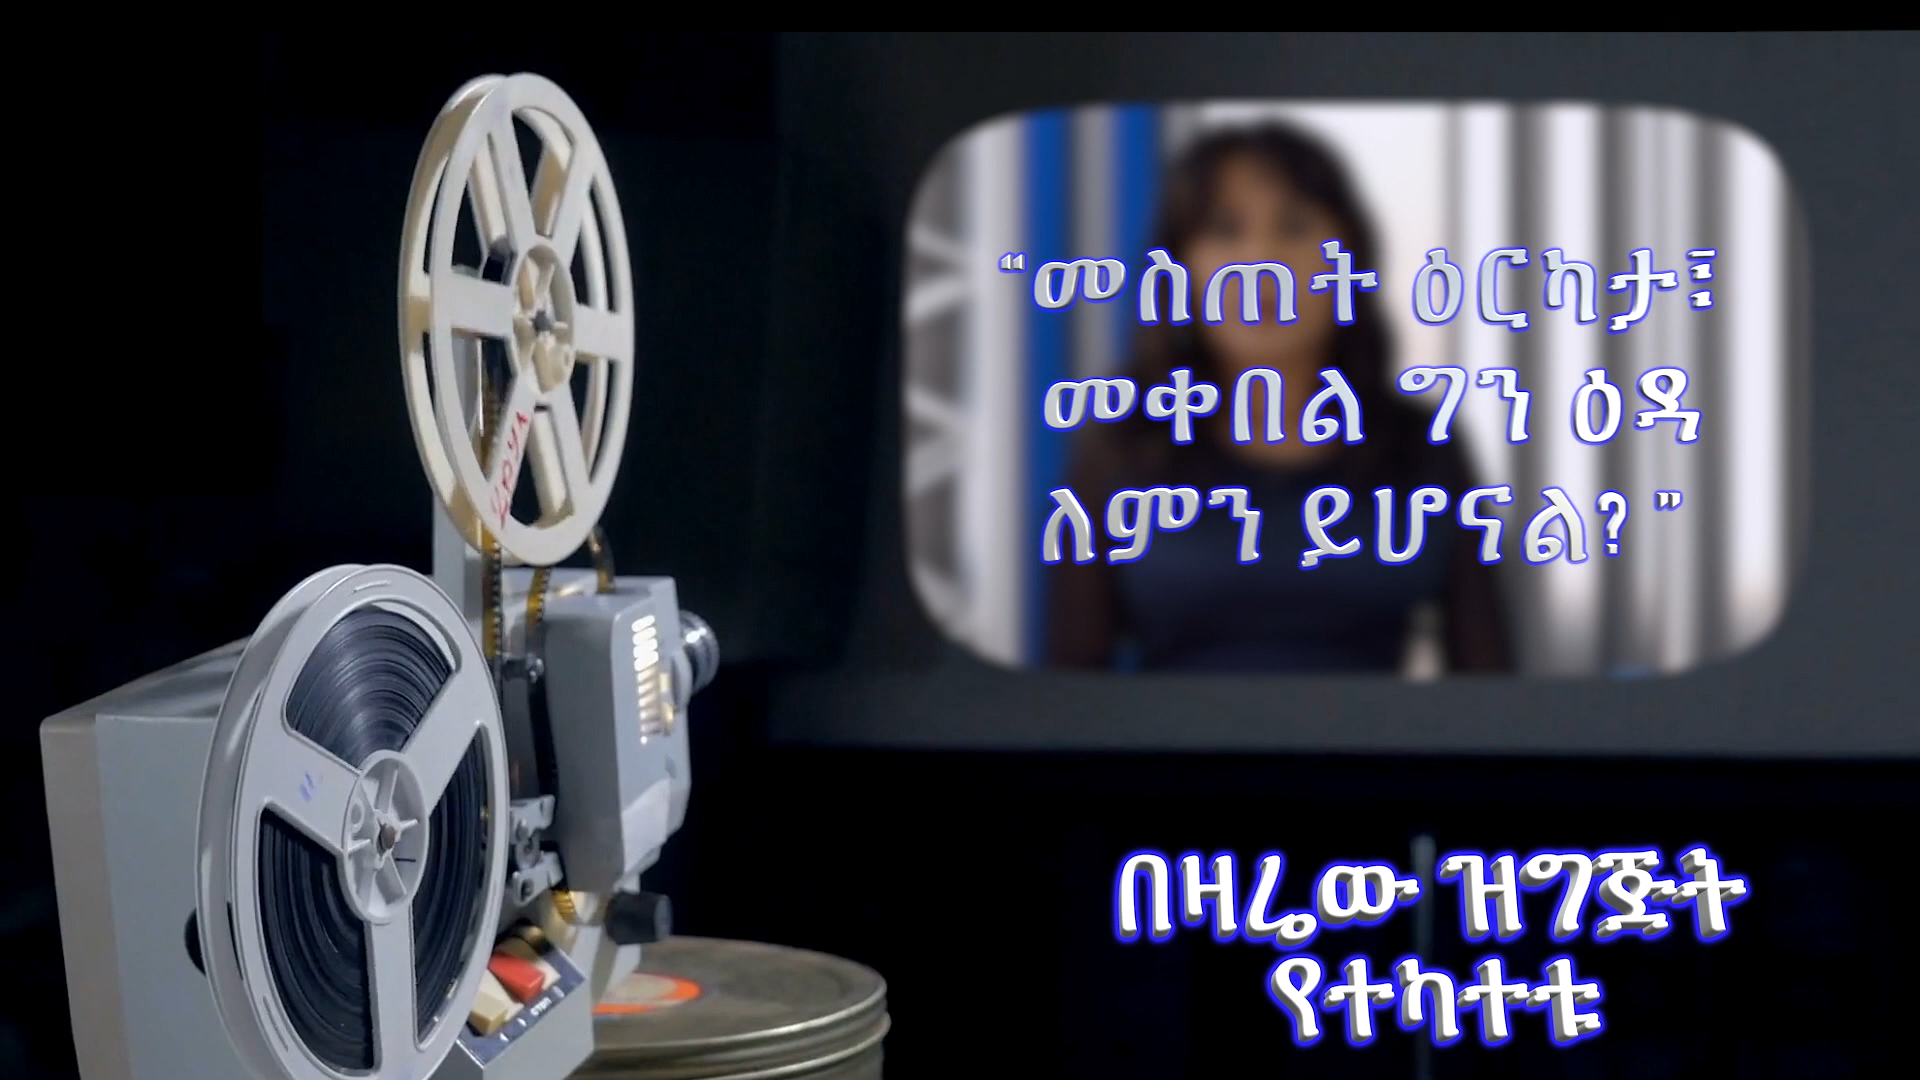 “መስጠት ዕርካታ፤
መቀበል ግን ዕዳ
ለምን ይሆናል? ”
በዛሬው ዝግጅት
የተካተቱ